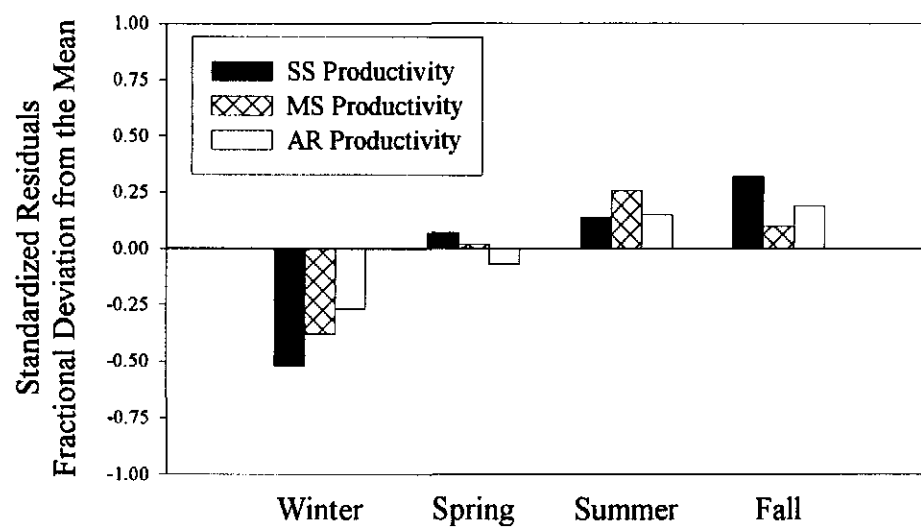 Standardized Residuals
Fractional Deviation from the Mean
1.00
0.75
0.50
0.25
0.00
-0.25
-0.50
-0.75
-1.00
SS Productivity
MS Productivity
AR Productivity
Winter Spring Summer Fall